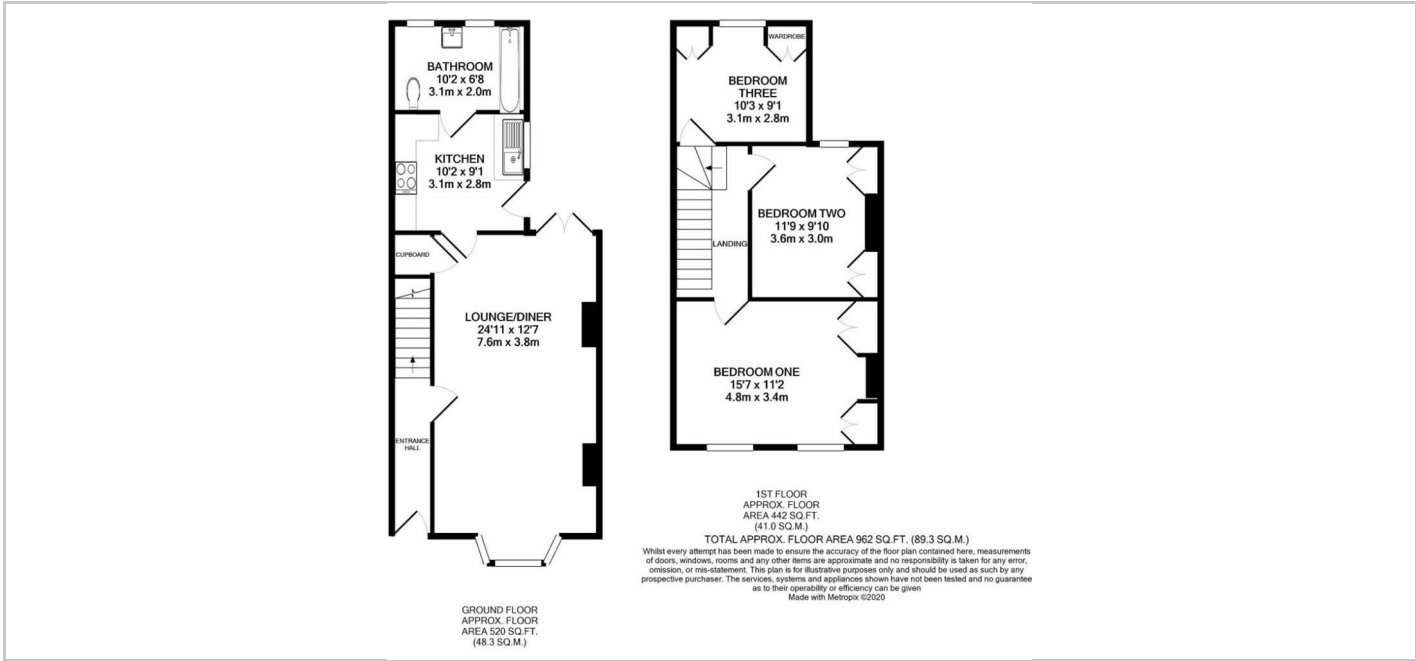 BATHROOM
10'2 x 6'8
3.1m x 2.0m
KITCHEN
10'2 x 9'1
3.1m x 2.8m
CUPBOARD
LOUNGE/DINER
24'11 x 12'7
7.6m x 3.8m
ENTRANCE
HALL
GROUND FLOOR
APPROX. FLOOR
AREA 520 SQ.FT.
(48.3 SQ.M.)
WARDROBE
BEDROOM
THREE
10'3 x 9'1
3.1m x 2.8m
BEDROOM TWO
11'9 x 9'10
3.6m x 3.0m
LANDING
BEDROOM ONE
15'7 x 11'2
4.8m x 3.4m
1ST FLOOR
APPROX. FLOOR
AREA 442 SQ.FT.
(41.0 SQ.M.)
TOTAL APPROX. FLOOR AREA 962 SQ.FT. (89.3 SQ.M.)
Whilst every attempt has been made to ensure the accuracy of the floor plan contained here, measurements
of doors, windows, rooms and any other items are approximate and no responsibility is taken for any error,
omission, or mis-statement. This plan is for illustrative purposes only and should be used as such by any
prospective purchaser. The services, systems and appliances shown have not been tested and no guarantee
as to their operability or efficiency can be given
Made with Metropix ©2020